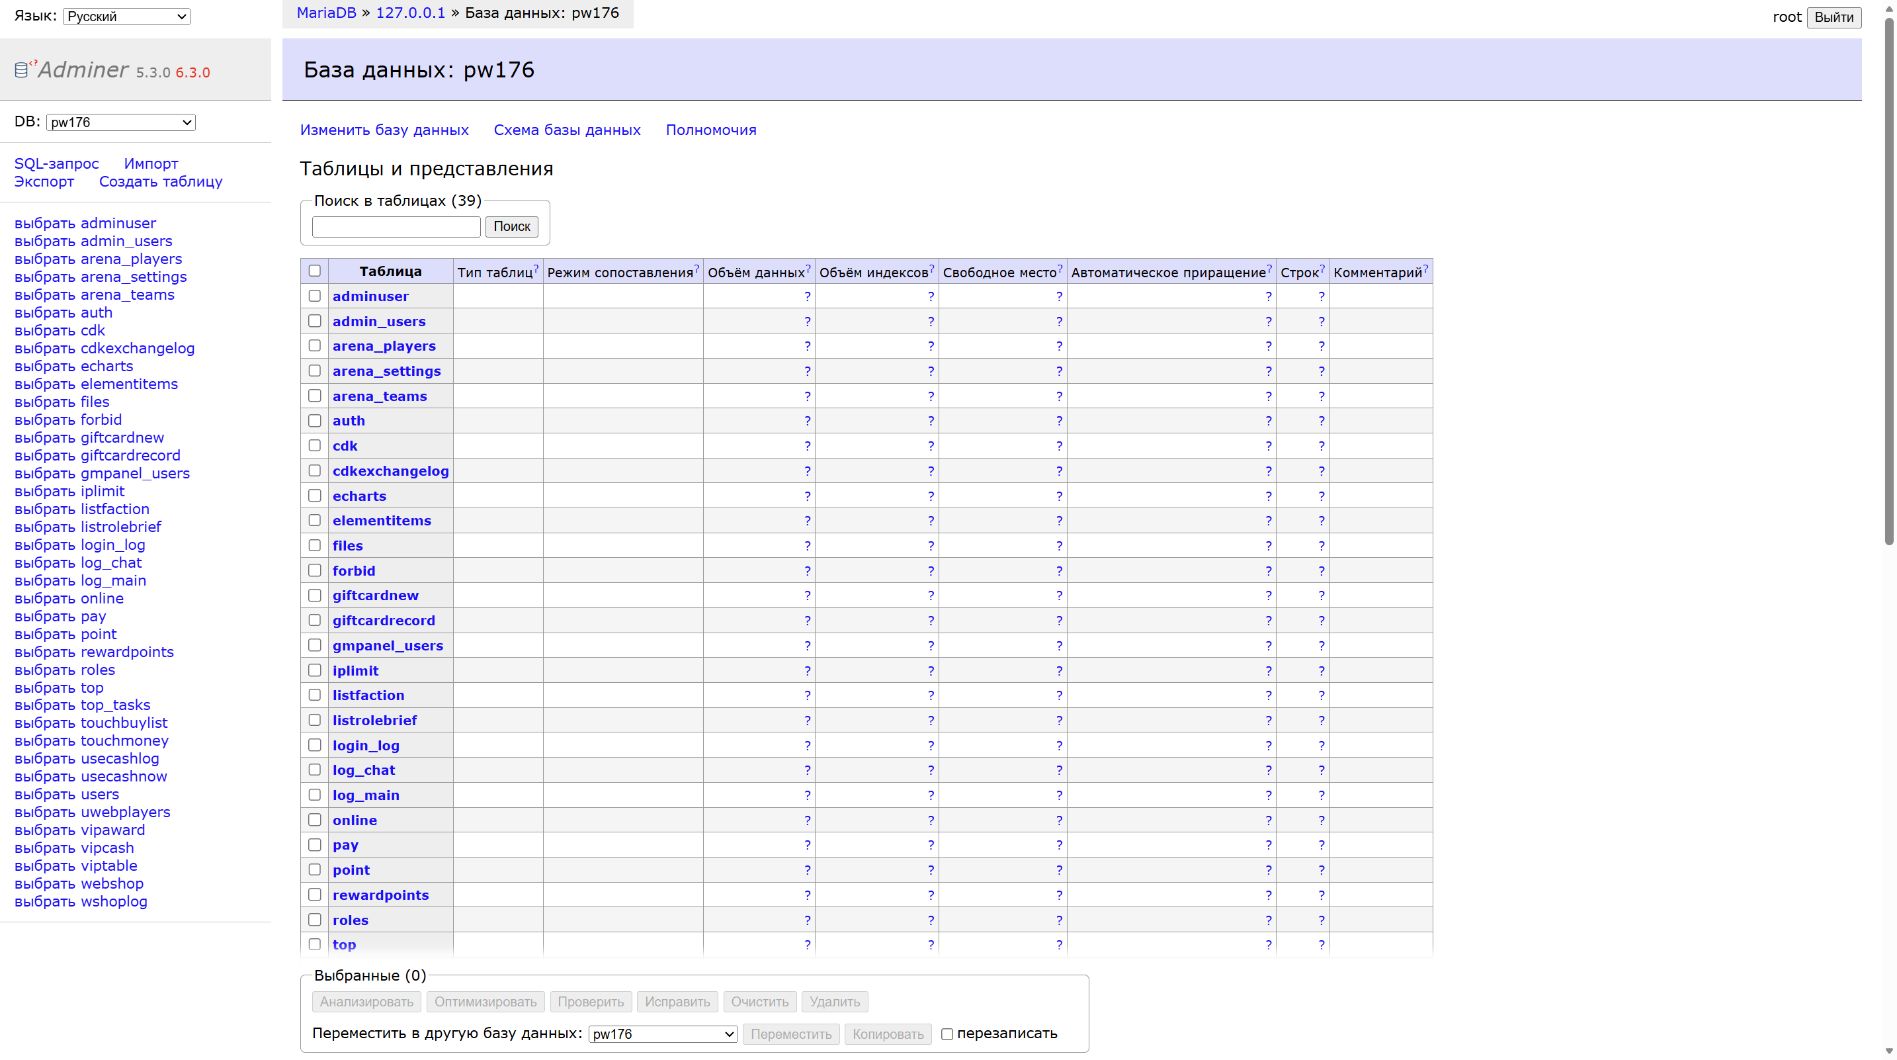 Язык: Русский
MariaDB » 127.0.0.1 » База данных: pw176
root Выйти
Adminer 5.3.0 6.3.0
База данных: pw176
DB: pw176
SQL-запрос Импорт
Экспорт Создать таблицу
выбрать adminuser
выбрать admin_users
выбрать arena_players
выбрать arena_settings
выбрать arena_teams
выбрать auth
выбрать cdk
выбрать cdkexchangelog
выбрать echarts
выбрать elementitems
выбрать files
выбрать forbid
выбрать giftcardnew
выбрать giftcardrecord
выбрать gmpanel_users
выбрать iplimit
выбрать listfaction
выбрать listrolebrief
выбрать login_log
выбрать log_chat
выбрать log_main
выбрать online
выбрать pay
выбрать point
выбрать rewardpoints
выбрать roles
выбрать top
выбрать top_tasks
выбрать touchbuylist
выбрать touchmoney
выбрать usecashlog
выбрать usecashnow
выбрать users
выбрать uwebplayers
выбрать vipaward
выбрать vipcash
выбрать viptable
выбрать webshop
выбрать wshoplog
Изменить базу данных Схема базы данных Полномочия
Таблицы и представления
Поиск в таблицах (39)
Поиск
Таблица Тип таблиц? Режим сопоставления? Объём данных? Объём индексов? Свободное место? Автоматическое приращение? Строк? Комментарий?
adminuser ? ? ? ? ?
admin_users ? ? ? ? ?
arena_players ? ? ? ? ?
arena_settings ? ? ? ? ?
arena_teams ? ? ? ? ?
auth ? ? ? ? ?
cdk ? ? ? ? ?
cdkexchangelog ? ? ? ? ?
echarts ? ? ? ? ?
elementitems ? ? ? ? ?
files ? ? ? ? ?
forbid ? ? ? ? ?
giftcardnew ? ? ? ? ?
giftcardrecord ? ? ? ? ?
gmpanel_users ? ? ? ? ?
iplimit ? ? ? ? ?
listfaction ? ? ? ? ?
listrolebrief ? ? ? ? ?
login_log ? ? ? ? ?
log_chat ? ? ? ? ?
log_main ? ? ? ? ?
online ? ? ? ? ?
pay ? ? ? ? ?
point ? ? ? ? ?
rewardpoints ? ? ? ? ?
roles ? ? ? ? ?
top ? ? ? ? ?
Выбранные (0)
Анализировать Оптимизировать Проверить Исправить Очистить Удалить
Переместить в другую базу данных: pw176 Переместить Копировать перезаписать